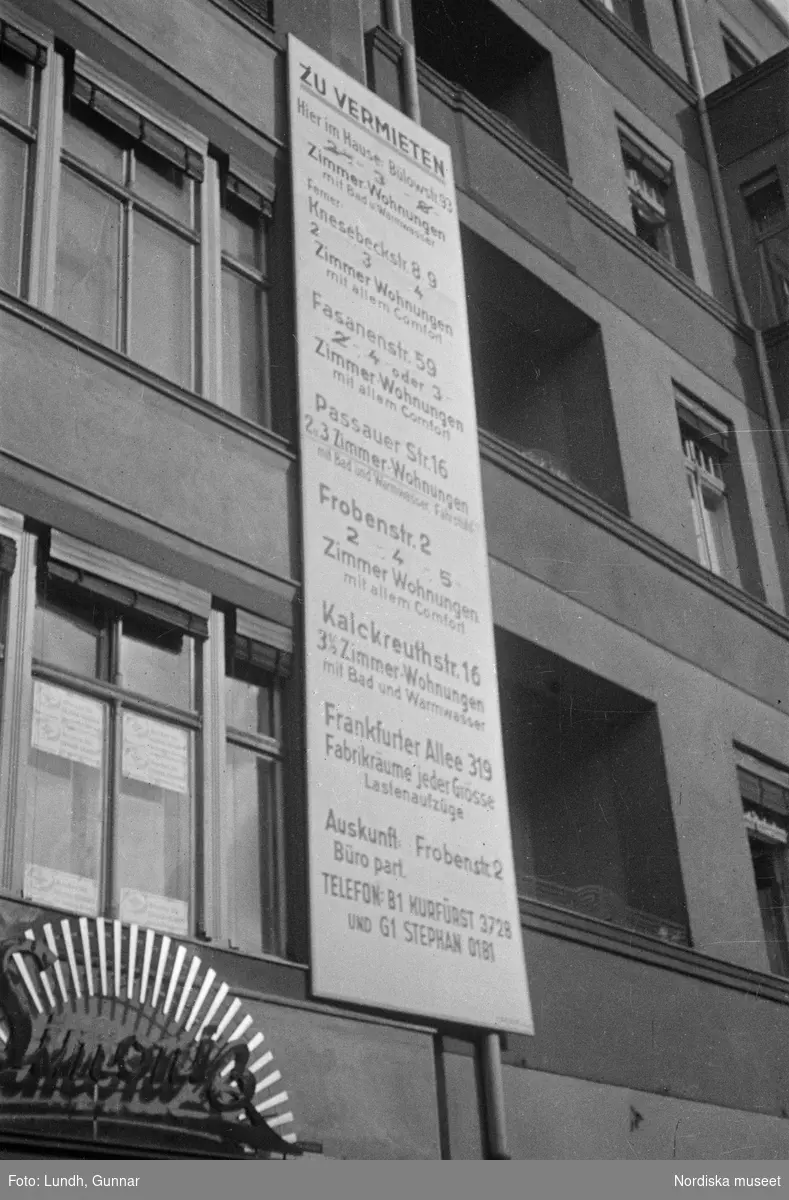 ZU VERMIETEN
Hier im Hause: Bülowstr. 93
2 - 3
Zimmer-Wohnungen
mit Bad u. Warmwasser
Ferner:
Knesebeckstr. 8.9
2 - 3 - 4
Zimmer Wohnungen
mit allem Comfort
Fasanenstr. 59
2 - 4 oder 3 -
Zimmer-Wohnungen
mit allem Comfort
Passauer Str. 16
2 u. 3 Zimmer-Wohnungen
mit Bad und Warmwasser, Fahrstuhl
Frobenstr. 2
2 - 4 - 5 -
Zimmer Wohnungen
mit allem Comfort
Kalckreuthstr. 16
3½ Zimmer-Wohnungen
mit Bad und Warmwasser
Frankfurter Allee 319
Fabrikräume jeder Grösse
Lastenaufzüge
Auskunft: Frobenstr. 2
Büro part.
TELEFON: B1 KURFÜRST 3728
UND G1 STEPHAN 0181
Foto: Lundh, Gunnar
Nordiska museet